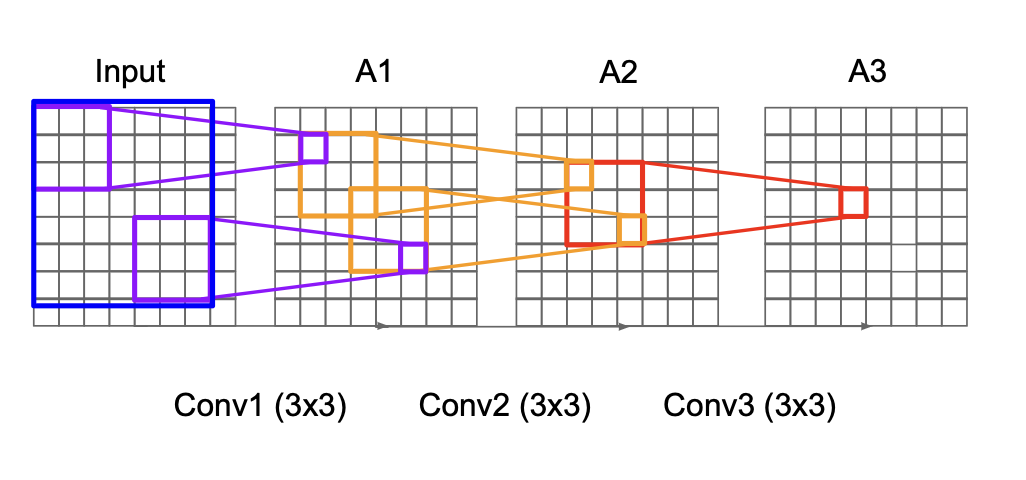 Input
A1
A2
A3
Conv1 (3x3)
Conv2 (3x3)
Conv3 (3x3)